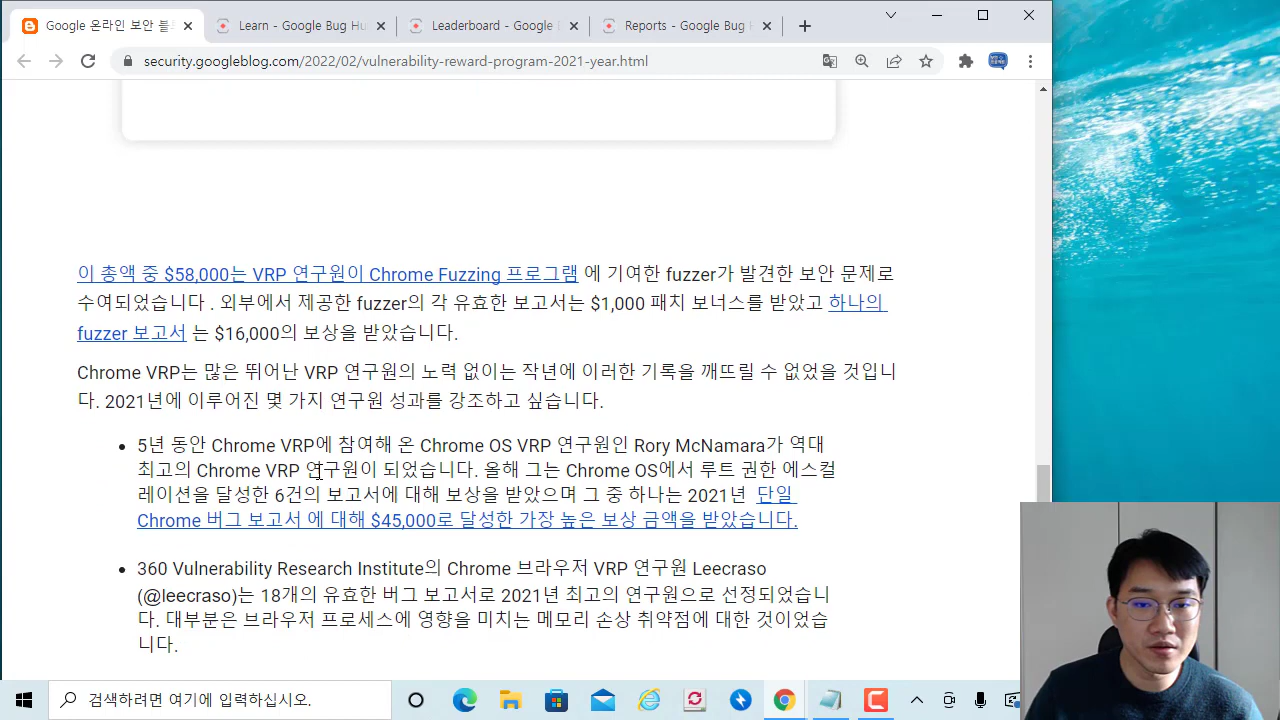 Google 온라인 보안 블
Learn - Google Bug Hu
Leaderboard - Google
Reports - Google Bug
security.googleblog.com/2022/02/vulnerability-reward-program-2021-year.html
이 총액 중 $58,000는 VRP 연구원이 Chrome Fuzzing 프로그램 에 기여한 fuzzer가 발견한 보안 문제로
수여되었습니다 . 외부에서 제공한 fuzzer의 각 유효한 보고서는 $1,000 패치 보너스를 받았고 하나의
fuzzer 보고서 는 $16,000의 보상을 받았습니다.
Chrome VRP는 많은 뛰어난 VRP 연구원의 노력 없이는 작년에 이러한 기록을 깨뜨릴 수 없었을 것입니
다. 2021년에 이루어진 몇 가지 연구원 성과를 강조하고 싶습니다.
5년 동안 Chrome VRP에 참여해 온 Chrome OS VRP 연구원인 Rory McNamara가 역대
최고의 Chrome VRP 연구원이 되었습니다. 올해 그는 Chrome OS에서 루트 권한 에스컬
레이션을 달성한 6건의 보고서에 대해 보상을 받았으며 그 중 하나는 2021년 단일
Chrome 버그 보고서 에 대해 $45,000로 달성한 가장 높은 보상 금액을 받았습니다.
360 Vulnerability Research Institute의 Chrome 브라우저 VRP 연구원 Leecraso
(@leecraso)는 18개의 유효한 버그 보고서로 2021년 최고의 연구원으로 선정되었습니
다. 대부분은 브라우저 프로세스에 영향을 미치는 메모리 손상 취약점에 대한 것이었습
니다.
검색하려면 여기에 입력하십시오.